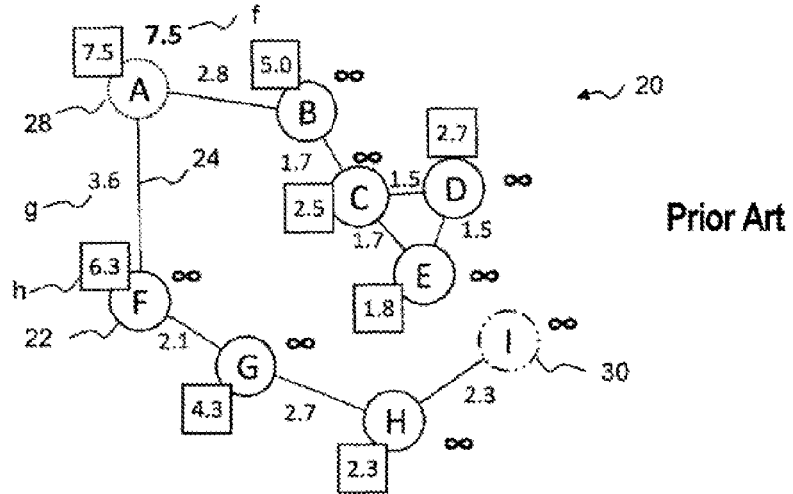 7.5 f
7.5
A
2.8
5.0
∞
B
20
28
24
1.7
2.7
∞
C
1.5
D
∞
g
3.6
2.5
1.7
1.5
Prior Art
h
6.3
∞
F
E
∞
1.8
22
2.1
∞
I
∞
G
30
4.3
2.7
2.3
H
∞
2.3